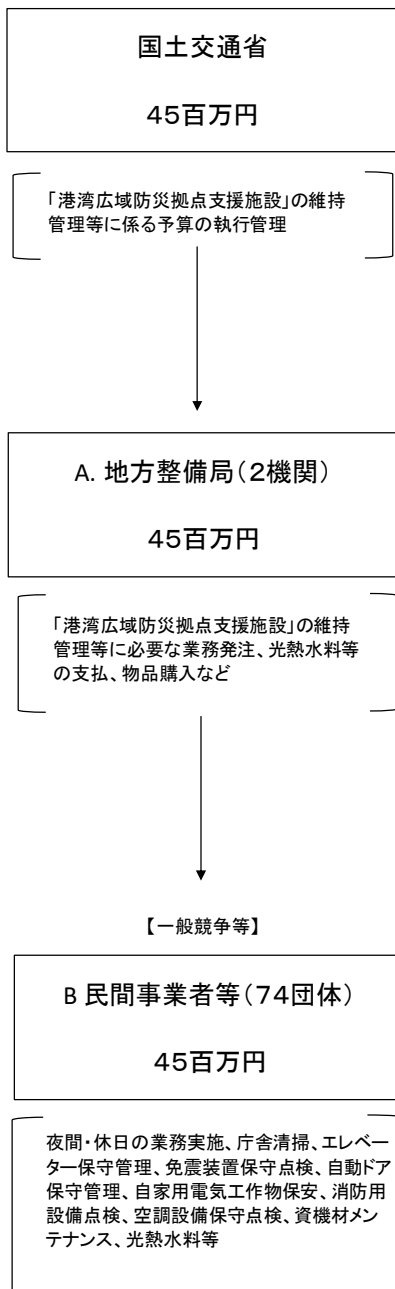 国土交通省
45百万円
「港湾広域防災拠点支援施設」の維持
管理等に係る予算の執行管理
A. 地方整備局（2機関）
45百万円
「港湾広域防災拠点支援施設」の維持
管理等に必要な業務発注、光熱水料等
の支払、物品購入など
【一般競争等】
B 民間事業者等（74団体）
45百万円
夜間・休日の業務実施、庁舎清掃、エレベー
ター保守管理、免震装置保守点検、自動ドア
保守管理、自家用電気工作物保安、消防用
設備点検、空調設備保守点検、資機材メン
テナンス、光熱水料等